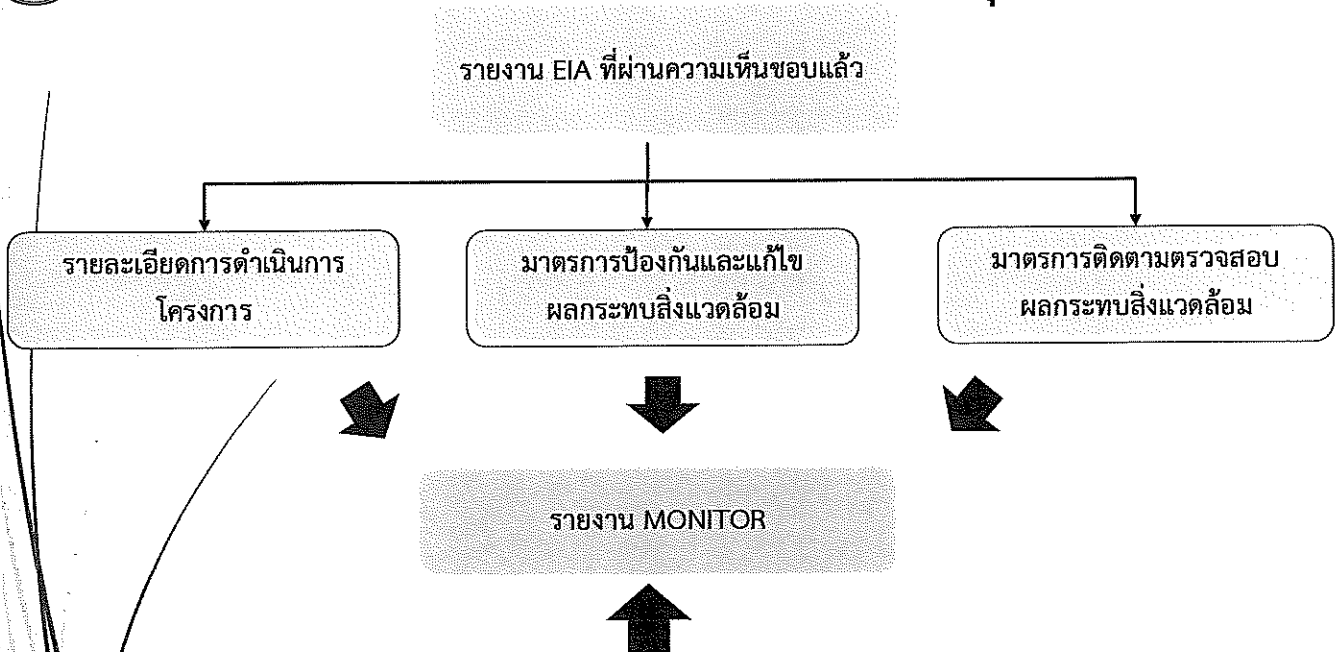 รายงาน EIA ที่ผ่านความเห็นชอบแล้ว
รายละเอียดการดำเนินการ
โครงการ
มาตรการป้องกันและแก้ไข
ผลกระทบสิ่งแวดล้อม
มาตรการติดตามตรวจสอบ
ผลกระทบสิ่งแวดล้อม
รายงาน MONITOR